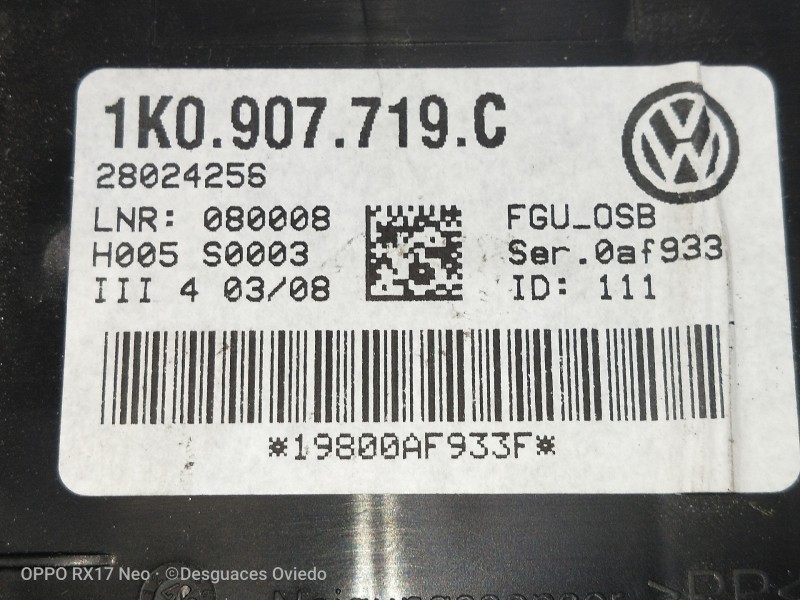 1K0.907.719.C
28024256
LNR: 080008
FGU_OSB
H005 S0003
Ser.0af933
III 4 03/08
ID: 111
*19800AF933F*
OPPO RX17 Neo · ©Desguaces Oviedo